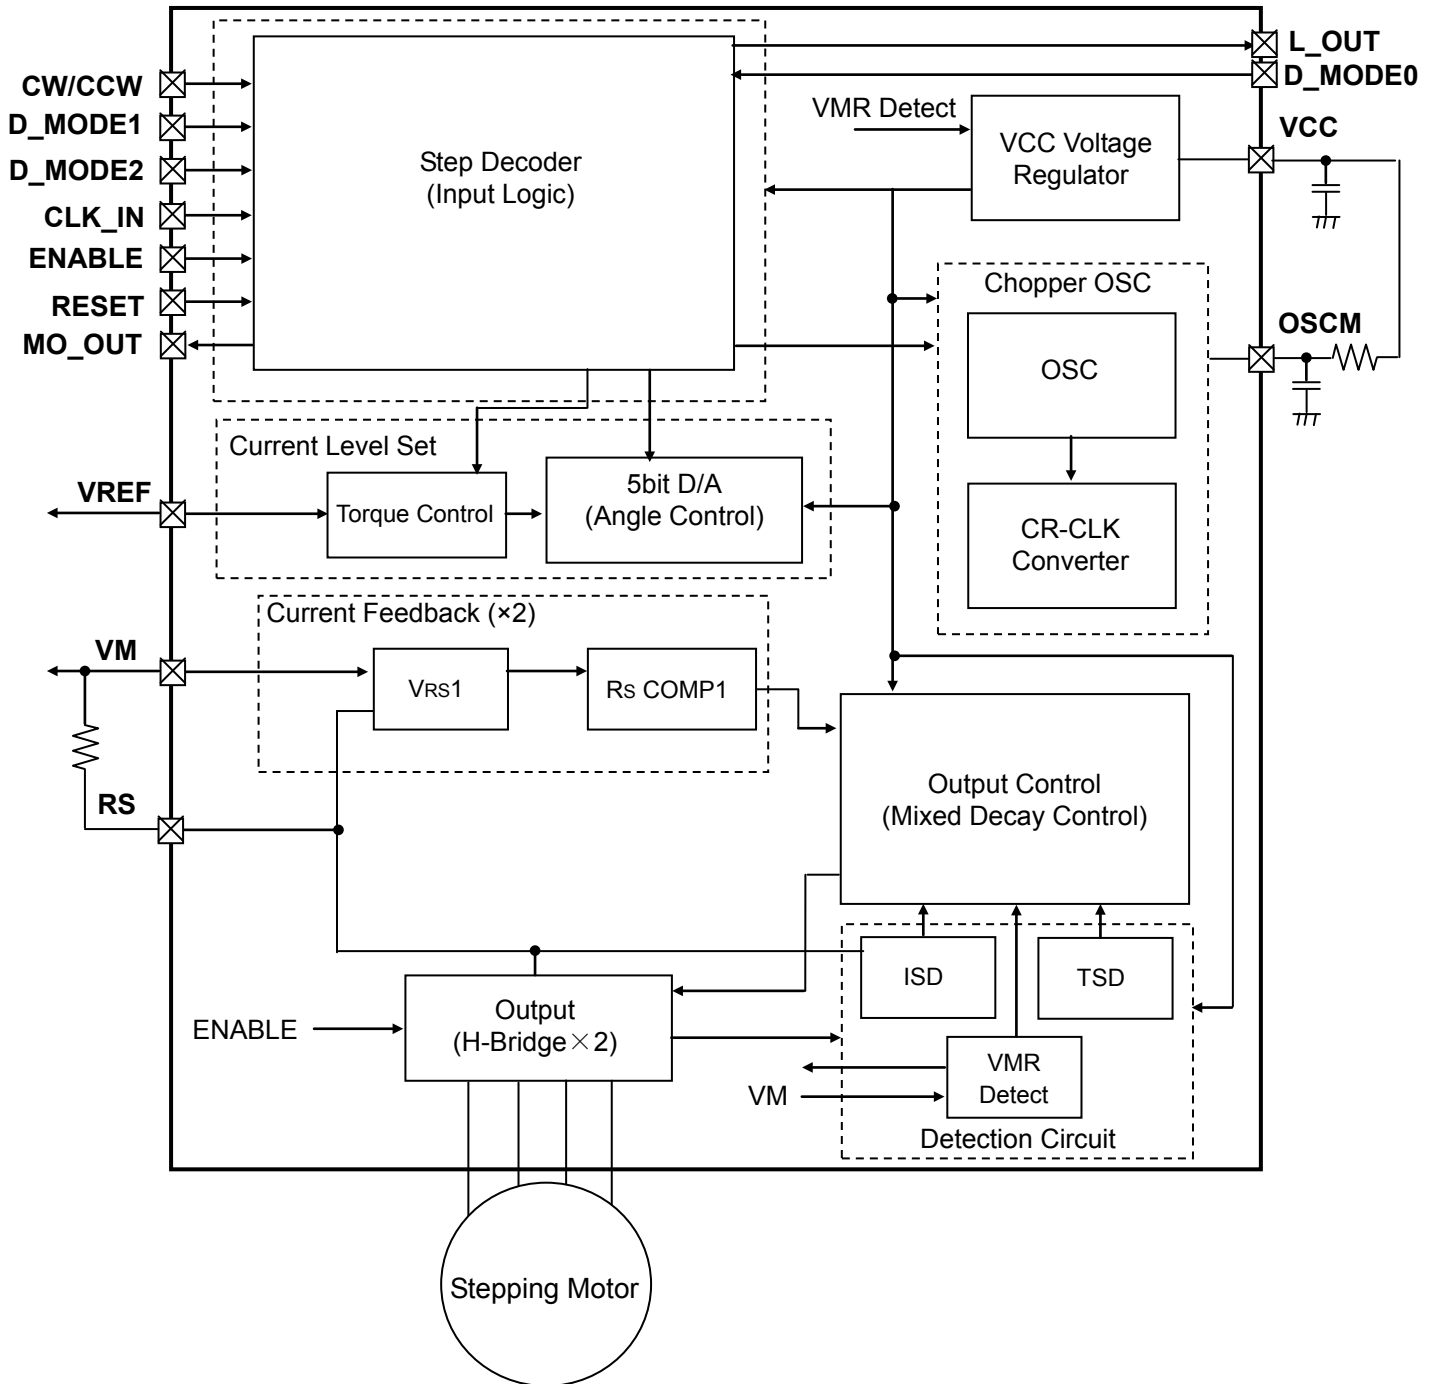 L_OUT
D_MODE0
CW/CCW
D_MODE1
D_MODE2
CLK_IN
ENABLE
RESET
MO_OUT
Step Decoder
(Input Logic)
VMR Detect
VCC Voltage
Regulator
VCC
Chopper OSC
OSC
CR-CLK
Converter
OSCM
Current Level Set
VREF
Torque Control
5bit D/A
(Angle Control)
Current Feedback (×2)
VM
VRS1
RS COMP1
RS
Output Control
(Mixed Decay Control)
ISD
TSD
ENABLE
Output
(H-Bridge×2)
VM
VMR
Detect
Detection Circuit
Stepping Motor